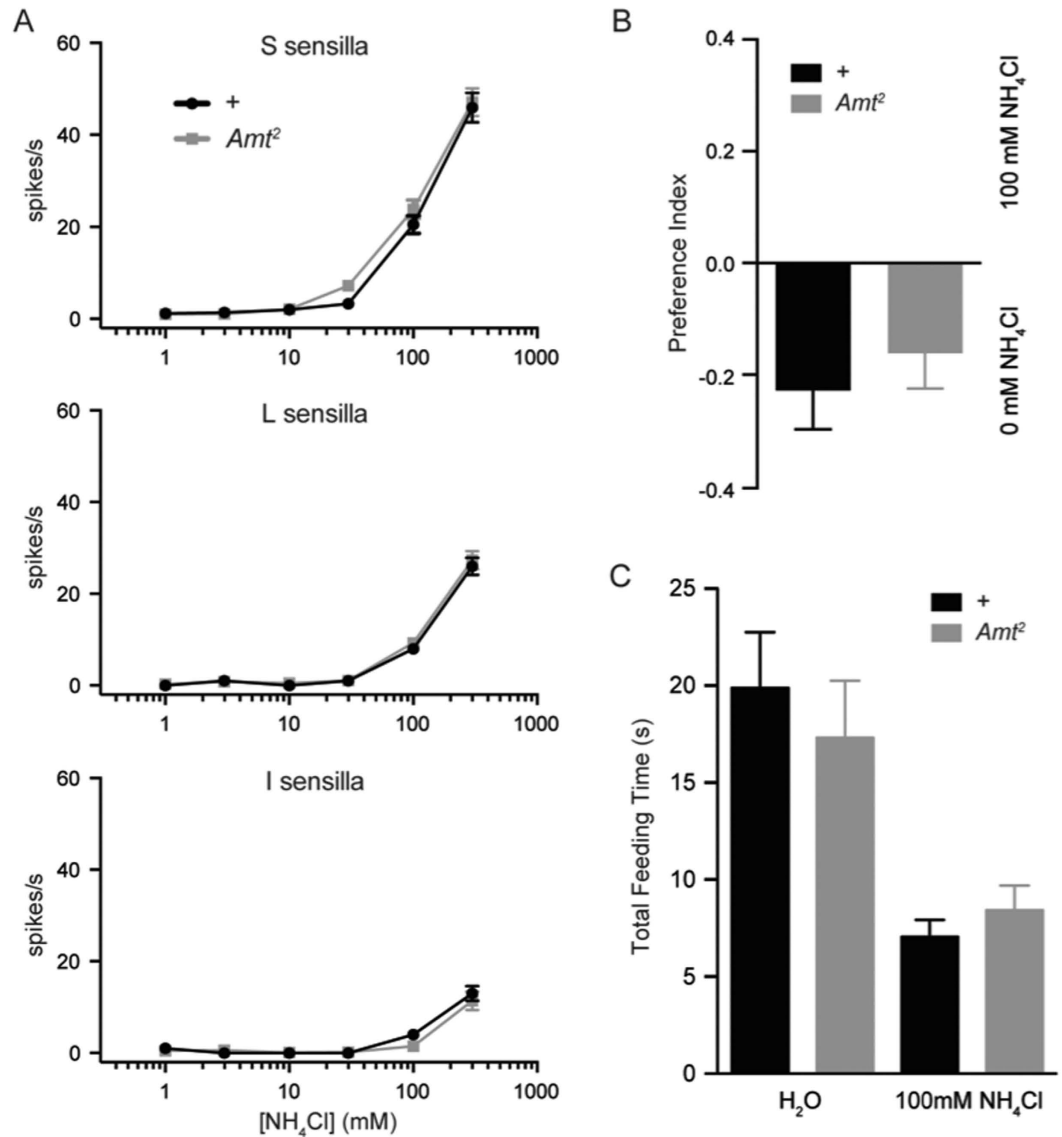 A
S sensilla
+
Amt²
spikes/s
60
40
20
0
1 10 100 1000
L sensilla
spikes/s
60
40
20
0
1 10 100 1000
I sensilla
spikes/s
60
40
20
0
1 10 100 1000
[NH₄Cl] (mM)
B
+
Amt²
Preference Index
0.4
0.2
0.0
-0.2
-0.4
100 mM NH₄Cl
0 mM NH₄Cl
C
+
Amt²
Total Feeding Time (s)
25
20
15
10
5
0
H₂O 100mM NH₄Cl